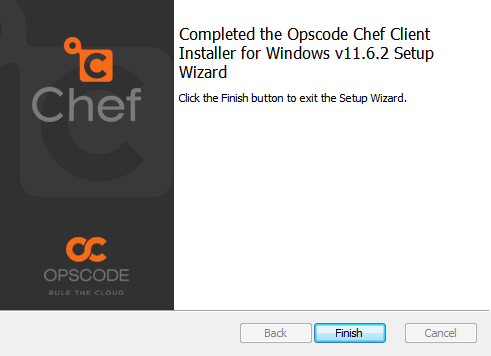 Completed the Opscode Chef Client
Installer for Windows v11.6.2 Setup
Wizard
Click the Finish button to exit the Setup Wizard.
C
Chef
OPSCODE
RULE THE CLOUD
Back
Finish
Cancel